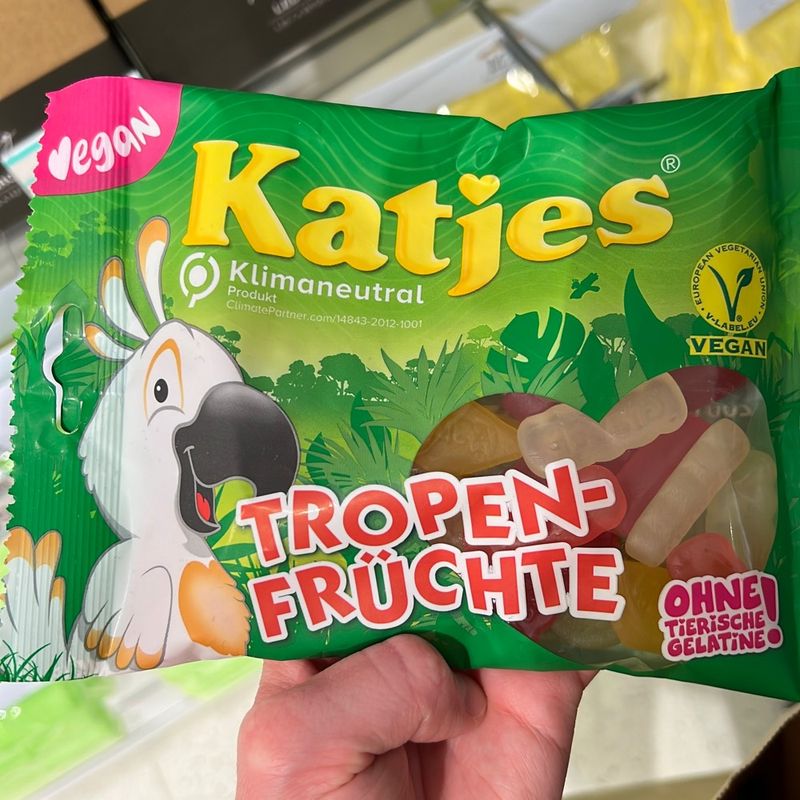 vegan
Katjes®
Klimaneutral
Produkt
ClimatePartner.com/14843-2012-1001
EUROPEAN VEGETARIAN UNION
V-LABEL.EU
VEGAN
TROPEN-
FRÜCHTE
OHNE
TIERISCHE
GELATINE!